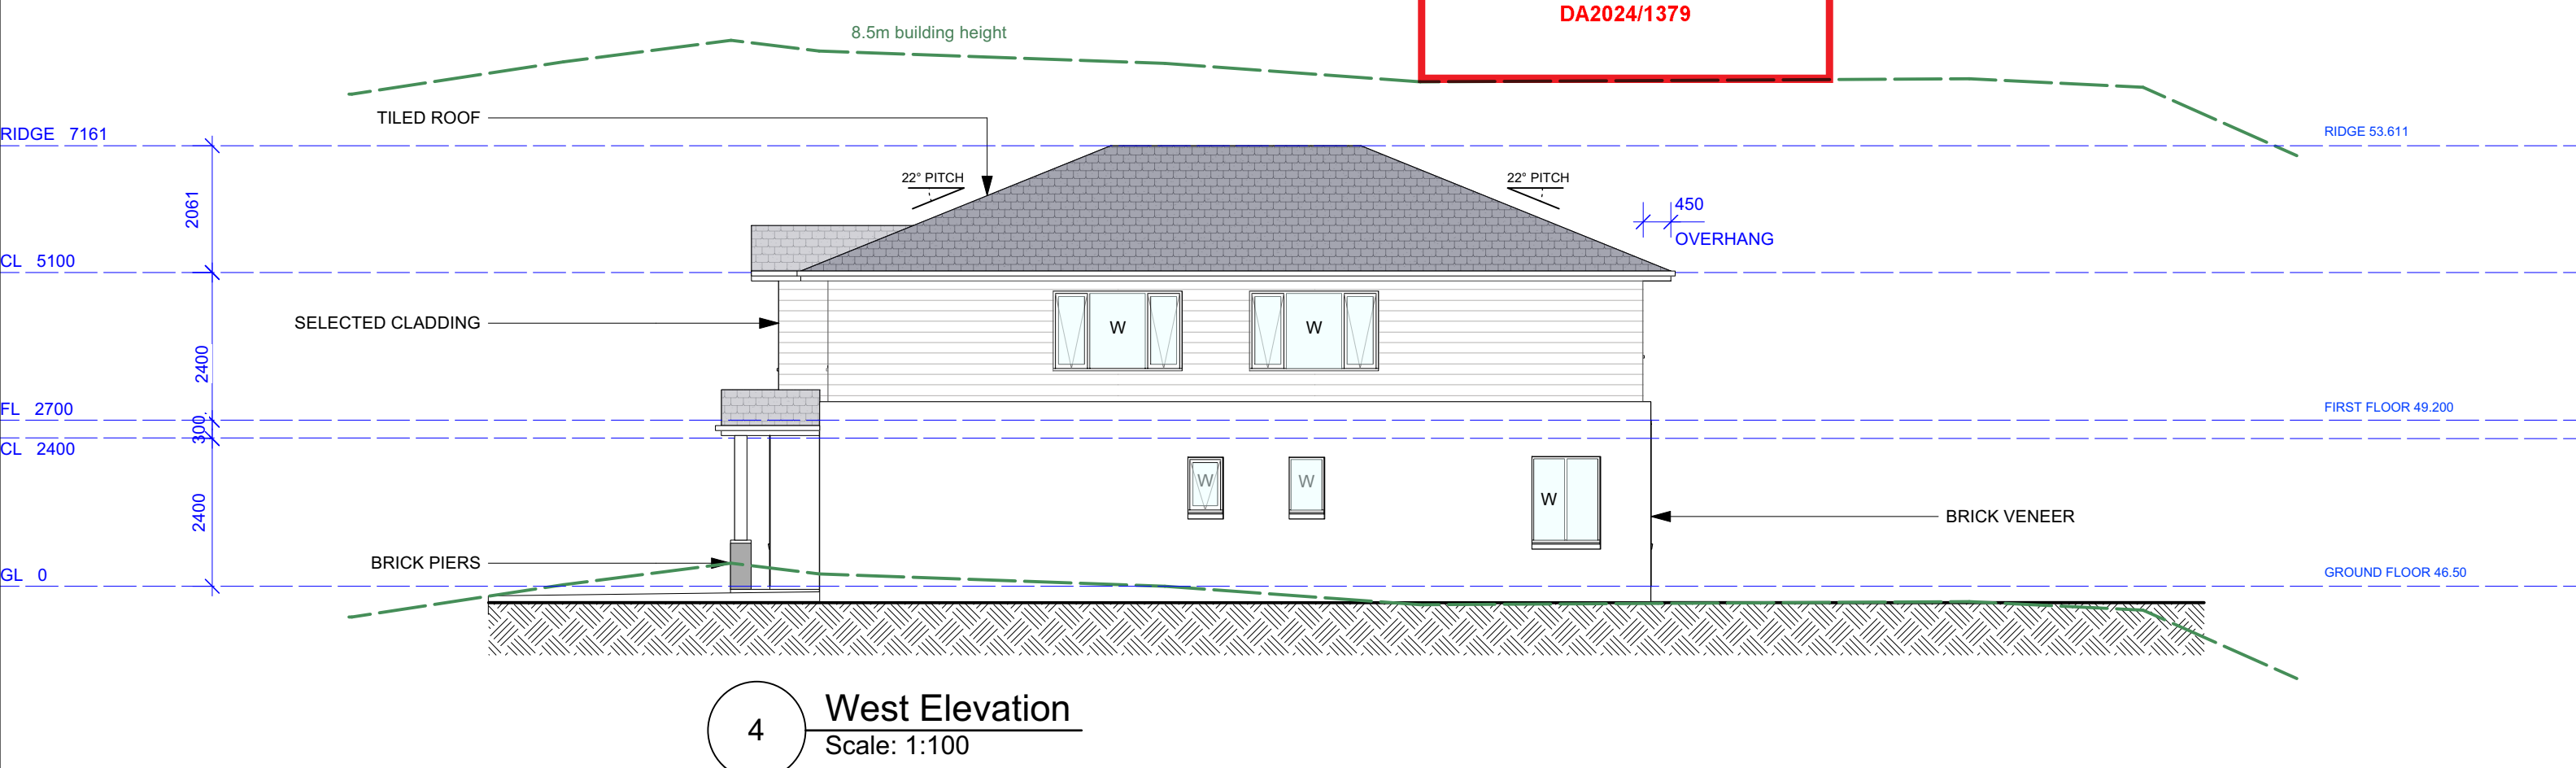 DA2024/1379
8.5m building height
TILED ROOF
RIDGE 7161
RIDGE 53.611
22° PITCH
22° PITCH
2061
450
OVERHANG
CL 5100
SELECTED CLADDING
W
W
2400
FL 2700
FIRST FLOOR 49.200
300
CL 2400
W
W
W
2400
BRICK VENEER
BRICK PIERS
GL 0
GROUND FLOOR 46.50
4
West Elevation
Scale: 1:100